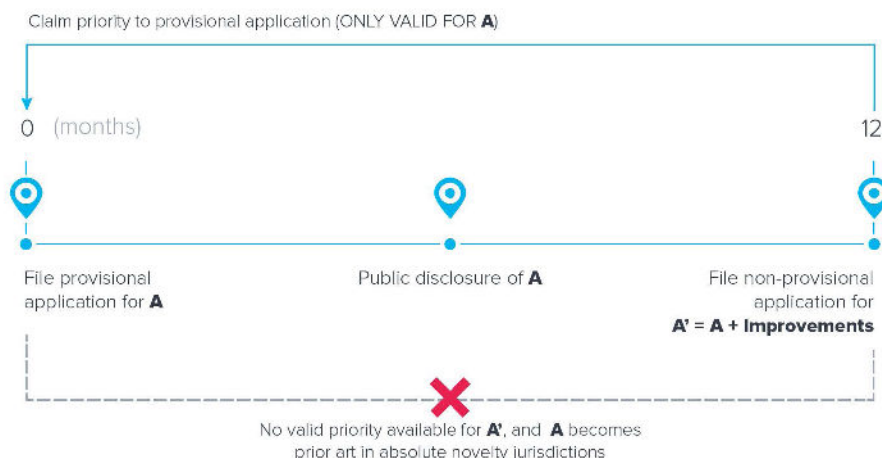 Claim priority to provisional application (ONLY VALID FOR A)
0 (months)
12
File provisional
application for A
Public disclosure of A
File non-provisional
application for
A' = A + Improvements
No valid priority available for A', and A becomes
prior art in absolute novelty jurisdictions